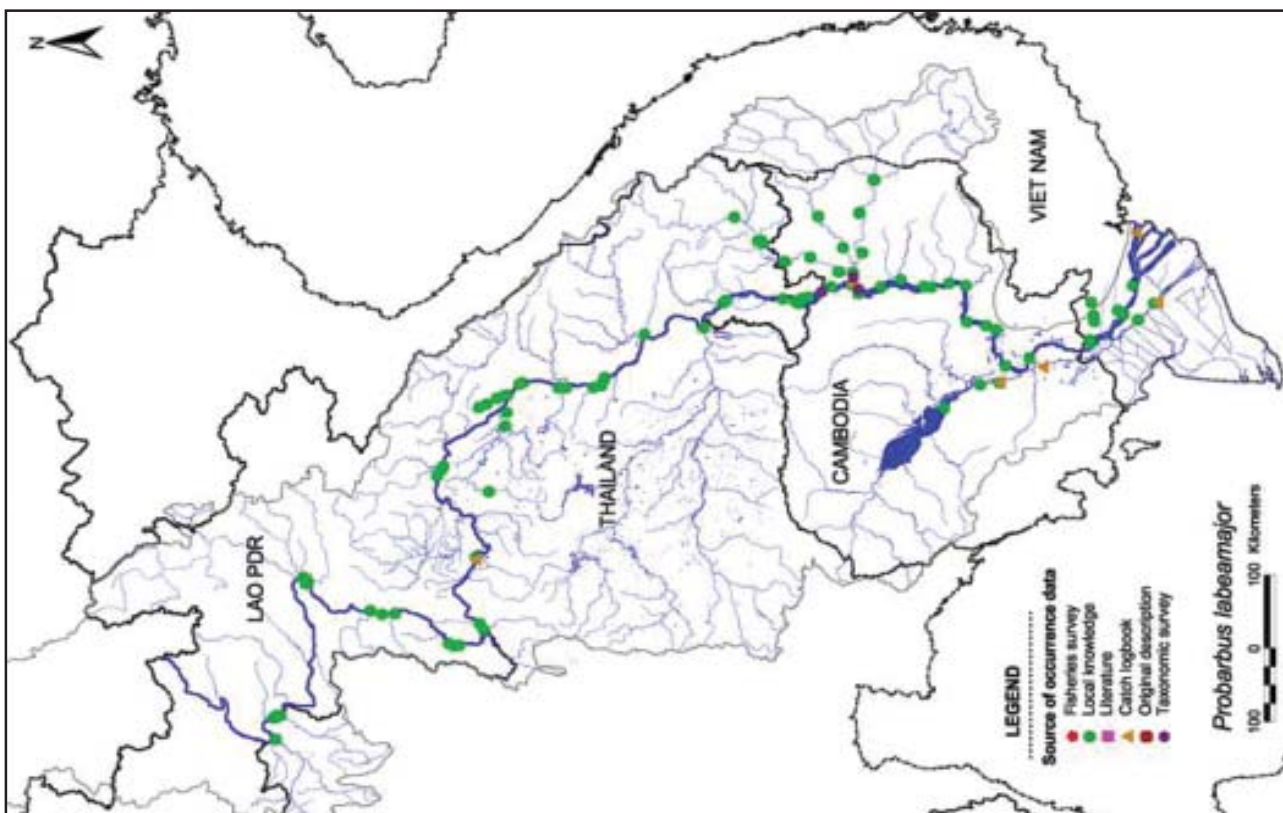 N
LAO PDR
THAILAND
CAMBODIA
VIET NAM
LEGEND
Source of occurrence data
Fisheries survey
Local knowledge
Literature
Catch logbook
Original description
Taxonomic survey
Probarbus labeamajor
100 0 100
Kilometers